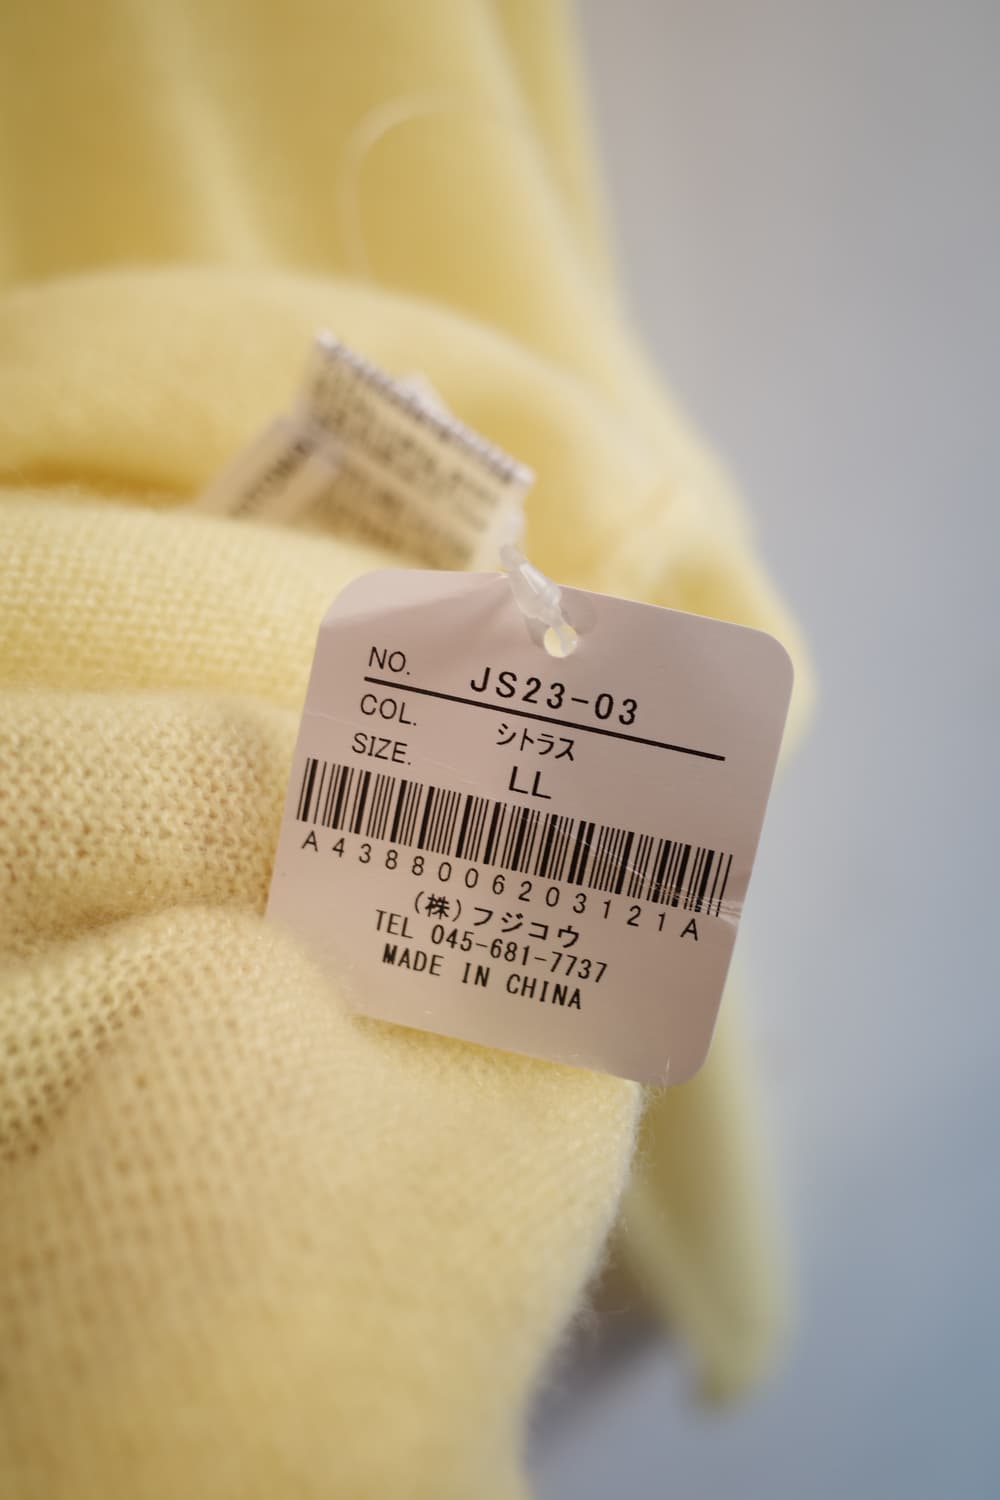 NO. JS23-03
COL. シトラス
SIZE. LL
A4388006203121A
(株)フジコウ
TEL 045-681-7737
MADE IN CHINA